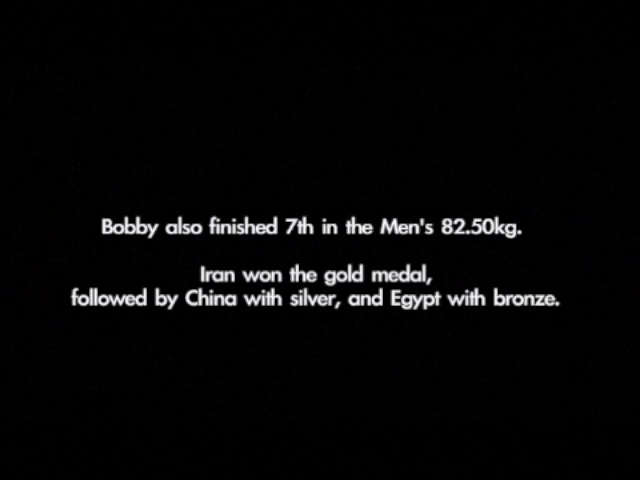 Bobby also finished 7th in the Men's 82.50kg.
Iran won the gold medal,
followed by China with silver, and Egypt with bronze.